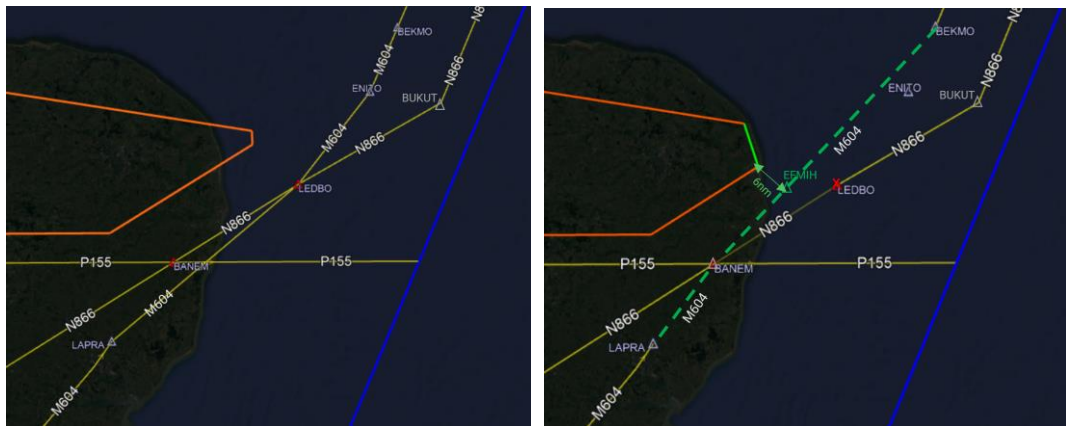 N866
BEKMO
M604
ENITO
BUKUT
N866
M604
N866
LEDBO
N866
P155
BANEM
P155
M604
N866
LAPRA
M604
N866
BEKMO
ENITO
BUKUT
M604
N866
EEMIH
6nm
LEDBO
N866
P155
BANEM
P155
M604
N866
LAPRA
M604